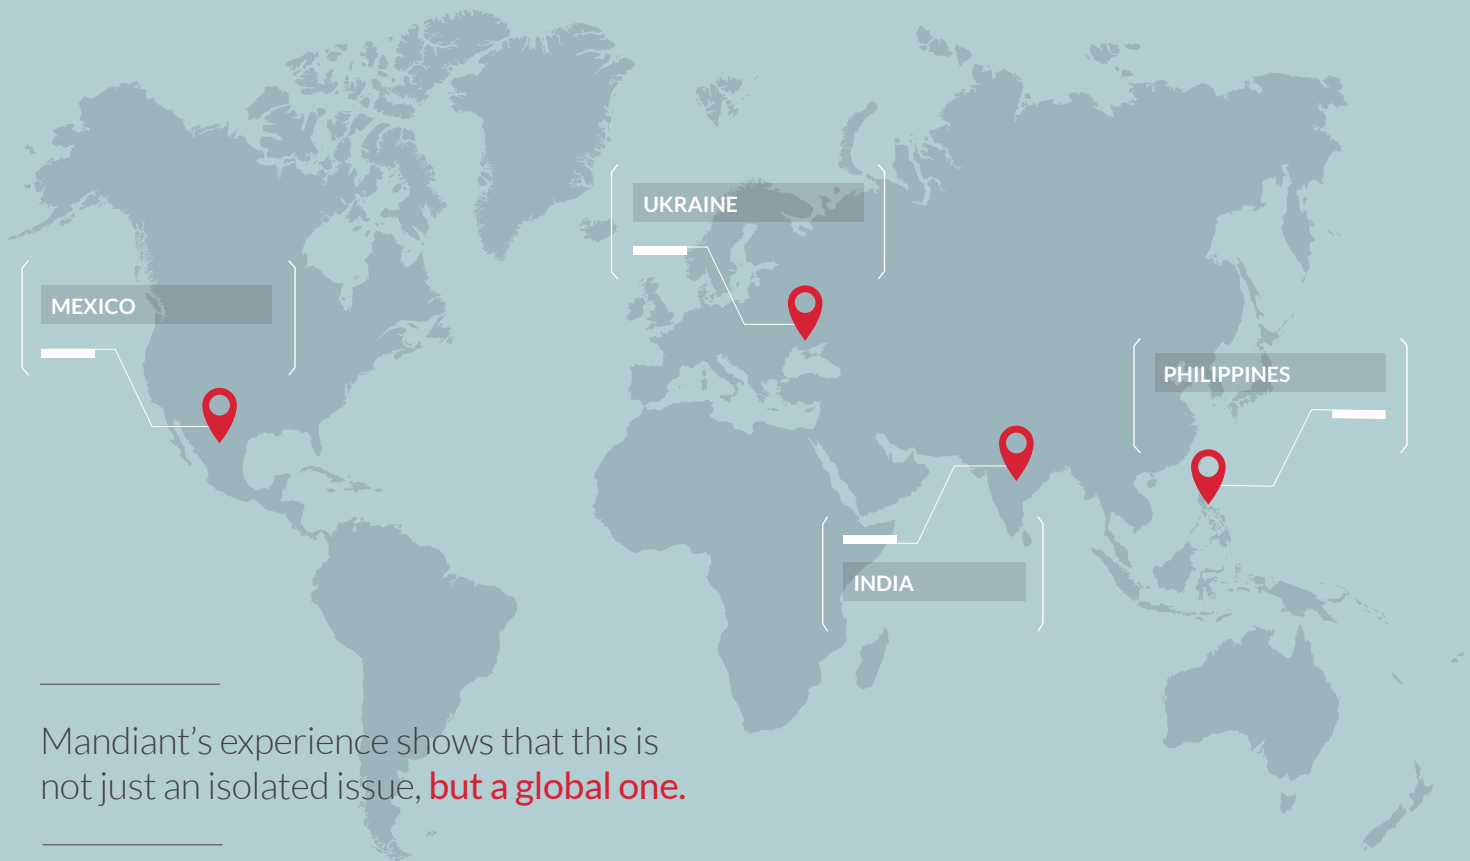 UKRAINE
MEXICO
PHILIPPINES
INDIA
Mandiant’s experience shows that this is
not just an isolated issue, but a global one.